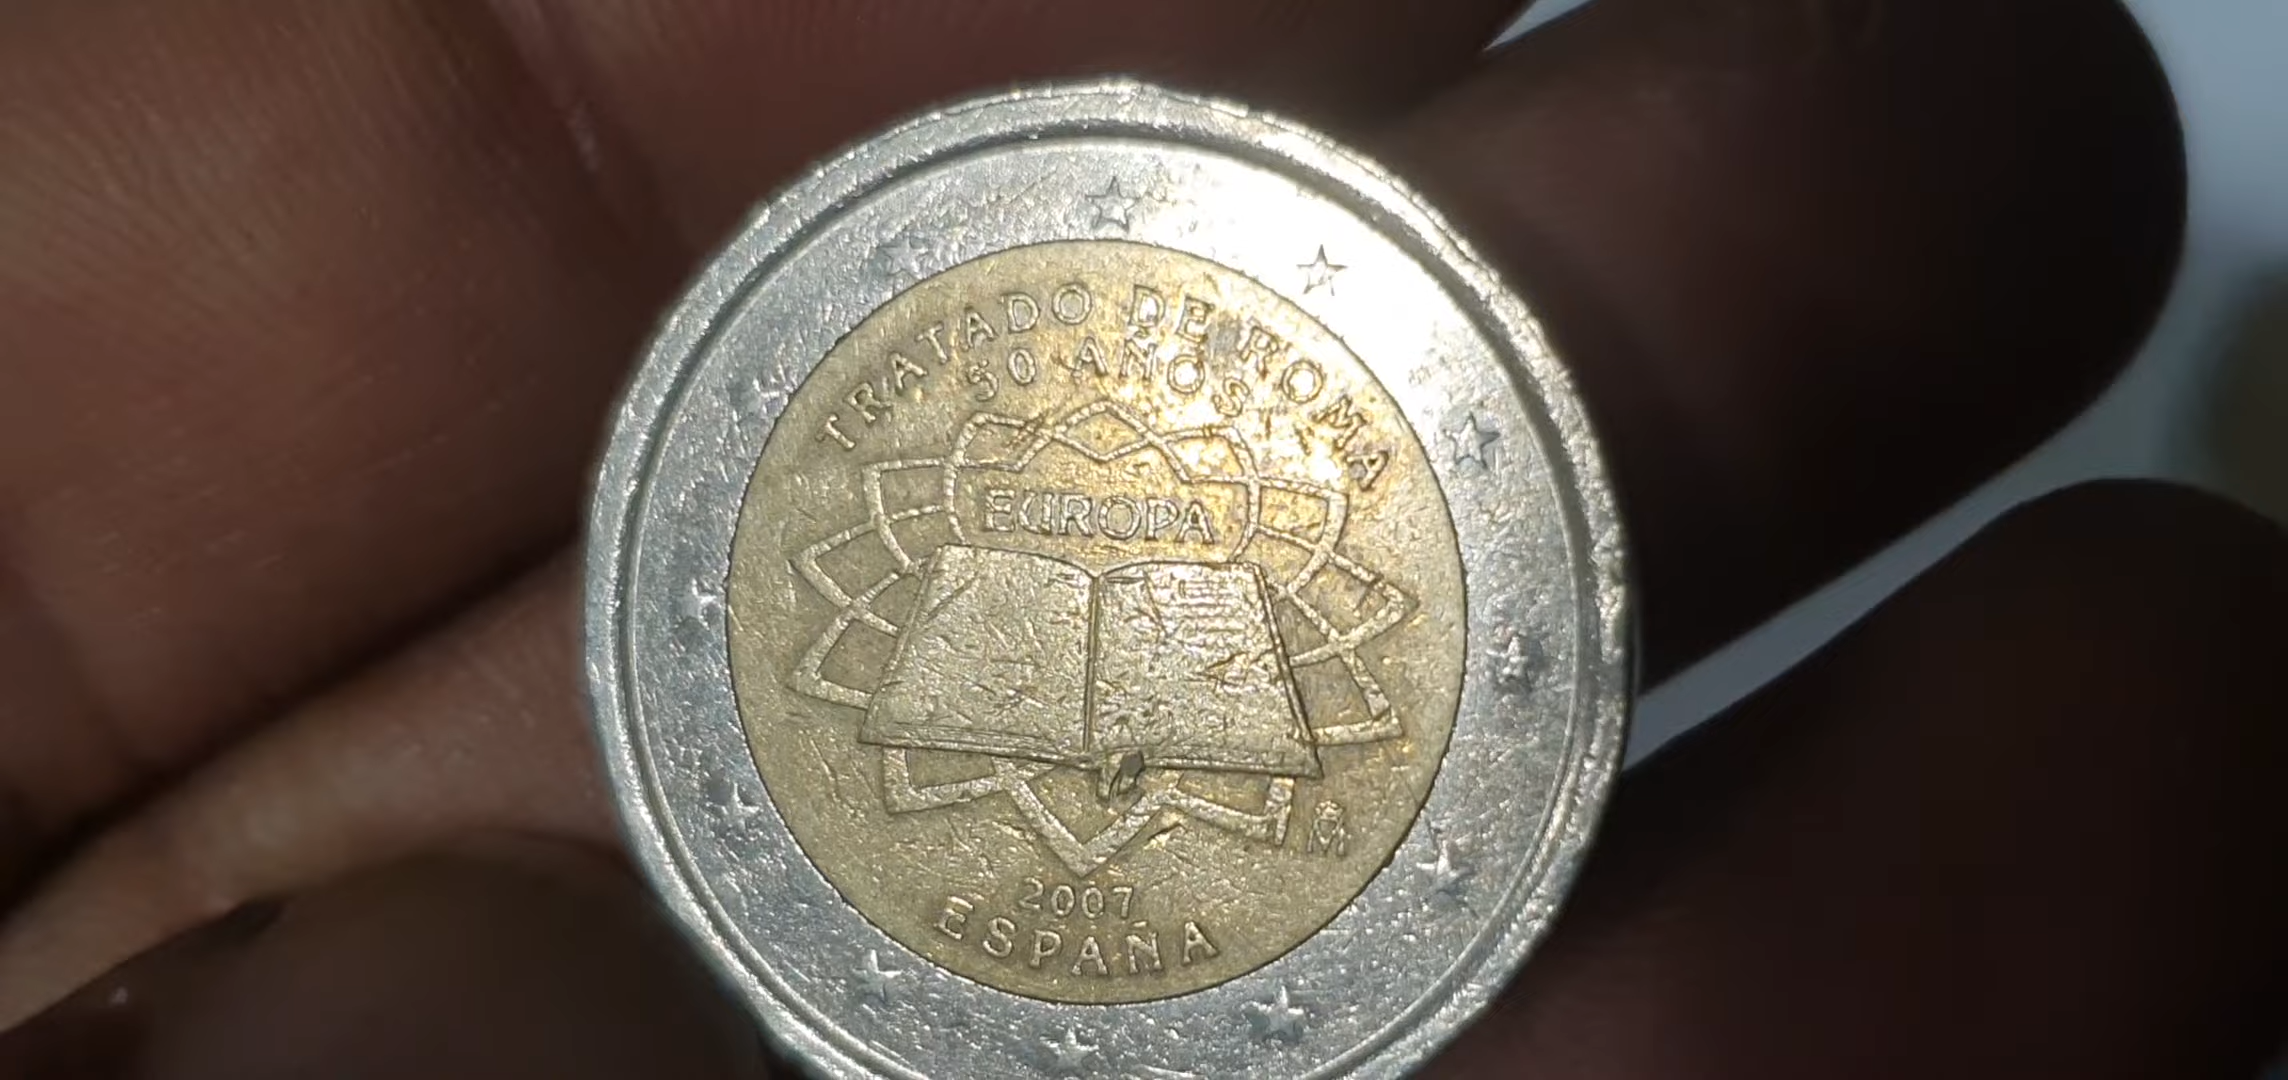 TRATADO DE ROMA
50 AÑOS
EUROPA
M
2007
ESPAÑA